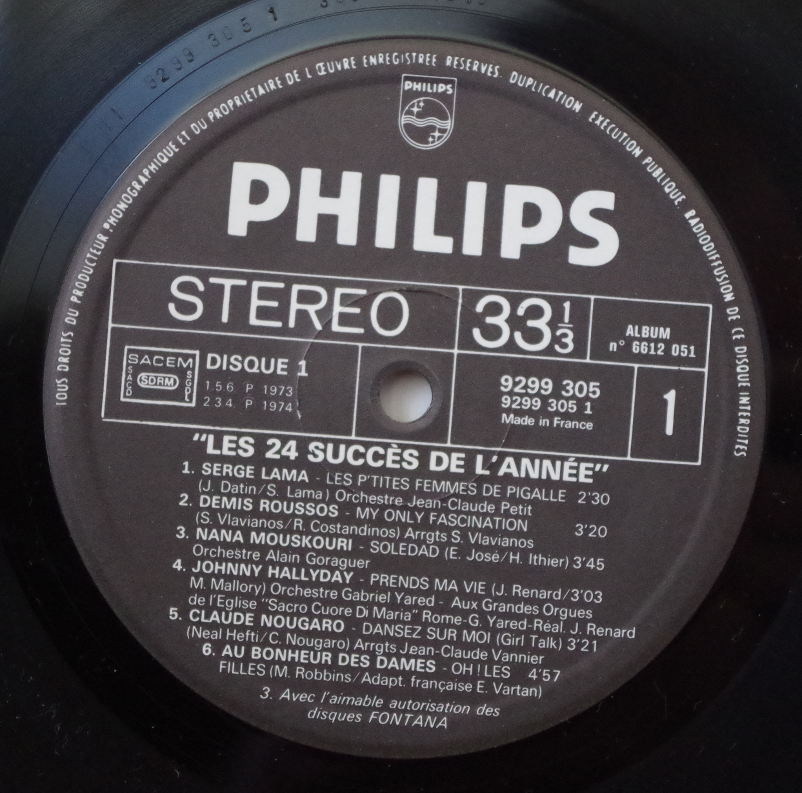 9299 305 1
TOUS DROITS DU PRODUCTEUR PHONOGRAPHIQUE ET DU PROPRIETAIRE DE L'ŒUVRE ENREGISTREE RESERVES. DUPLICATION EXECUTION PUBLIQUE. RADIODIFFUSION DE CE DISQUE INTERDITES
PHILIPS
PHILIPS
STEREO
33 1/3
ALBUM
n° 6612 051
SACEM
SACD
SDRM
SGDL
DISQUE 1
1.5.6 P 1973
2.3.4 P 1974
9299 305
9299 305 1
Made in France
1
"LES 24 SUCCÈS DE L'ANNÉE"
1. SERGE LAMA - LES P'TITES FEMMES DE PIGALLE 2'30
(J. Datin/S. Lama) Orchestre Jean-Claude Petit
2. DEMIS ROUSSOS - MY ONLY FASCINATION 3'20
(S. Vlavianos/R. Costandinos) Arrgts S. Vlavianos
3. NANA MOUSKOURI - SOLEDAD (E. José/H. Ithier) 3'45
Orchestre Alain Goraguer
4. JOHNNY HALLYDAY - PRENDS MA VIE (J. Renard/3'03
M. Mallory) Orchestre Gabriel Yared - Aux Grandes Orgues
de l'Eglise "Sacro Cuore Di Maria" Rome-G. Yared-Réal. J. Renard
5. CLAUDE NOUGARO - DANSEZ SUR MOI (Girl Talk) 3'21
(Neal Hefti/C. Nougaro) Arrgts Jean-Claude Vannier
6. AU BONHEUR DES DAMES - OH ! LES 4'57
FILLES (M. Robbins/Adapt. française E. Vartan)
3. Avec l'aimable autorisation des
disques FONTANA